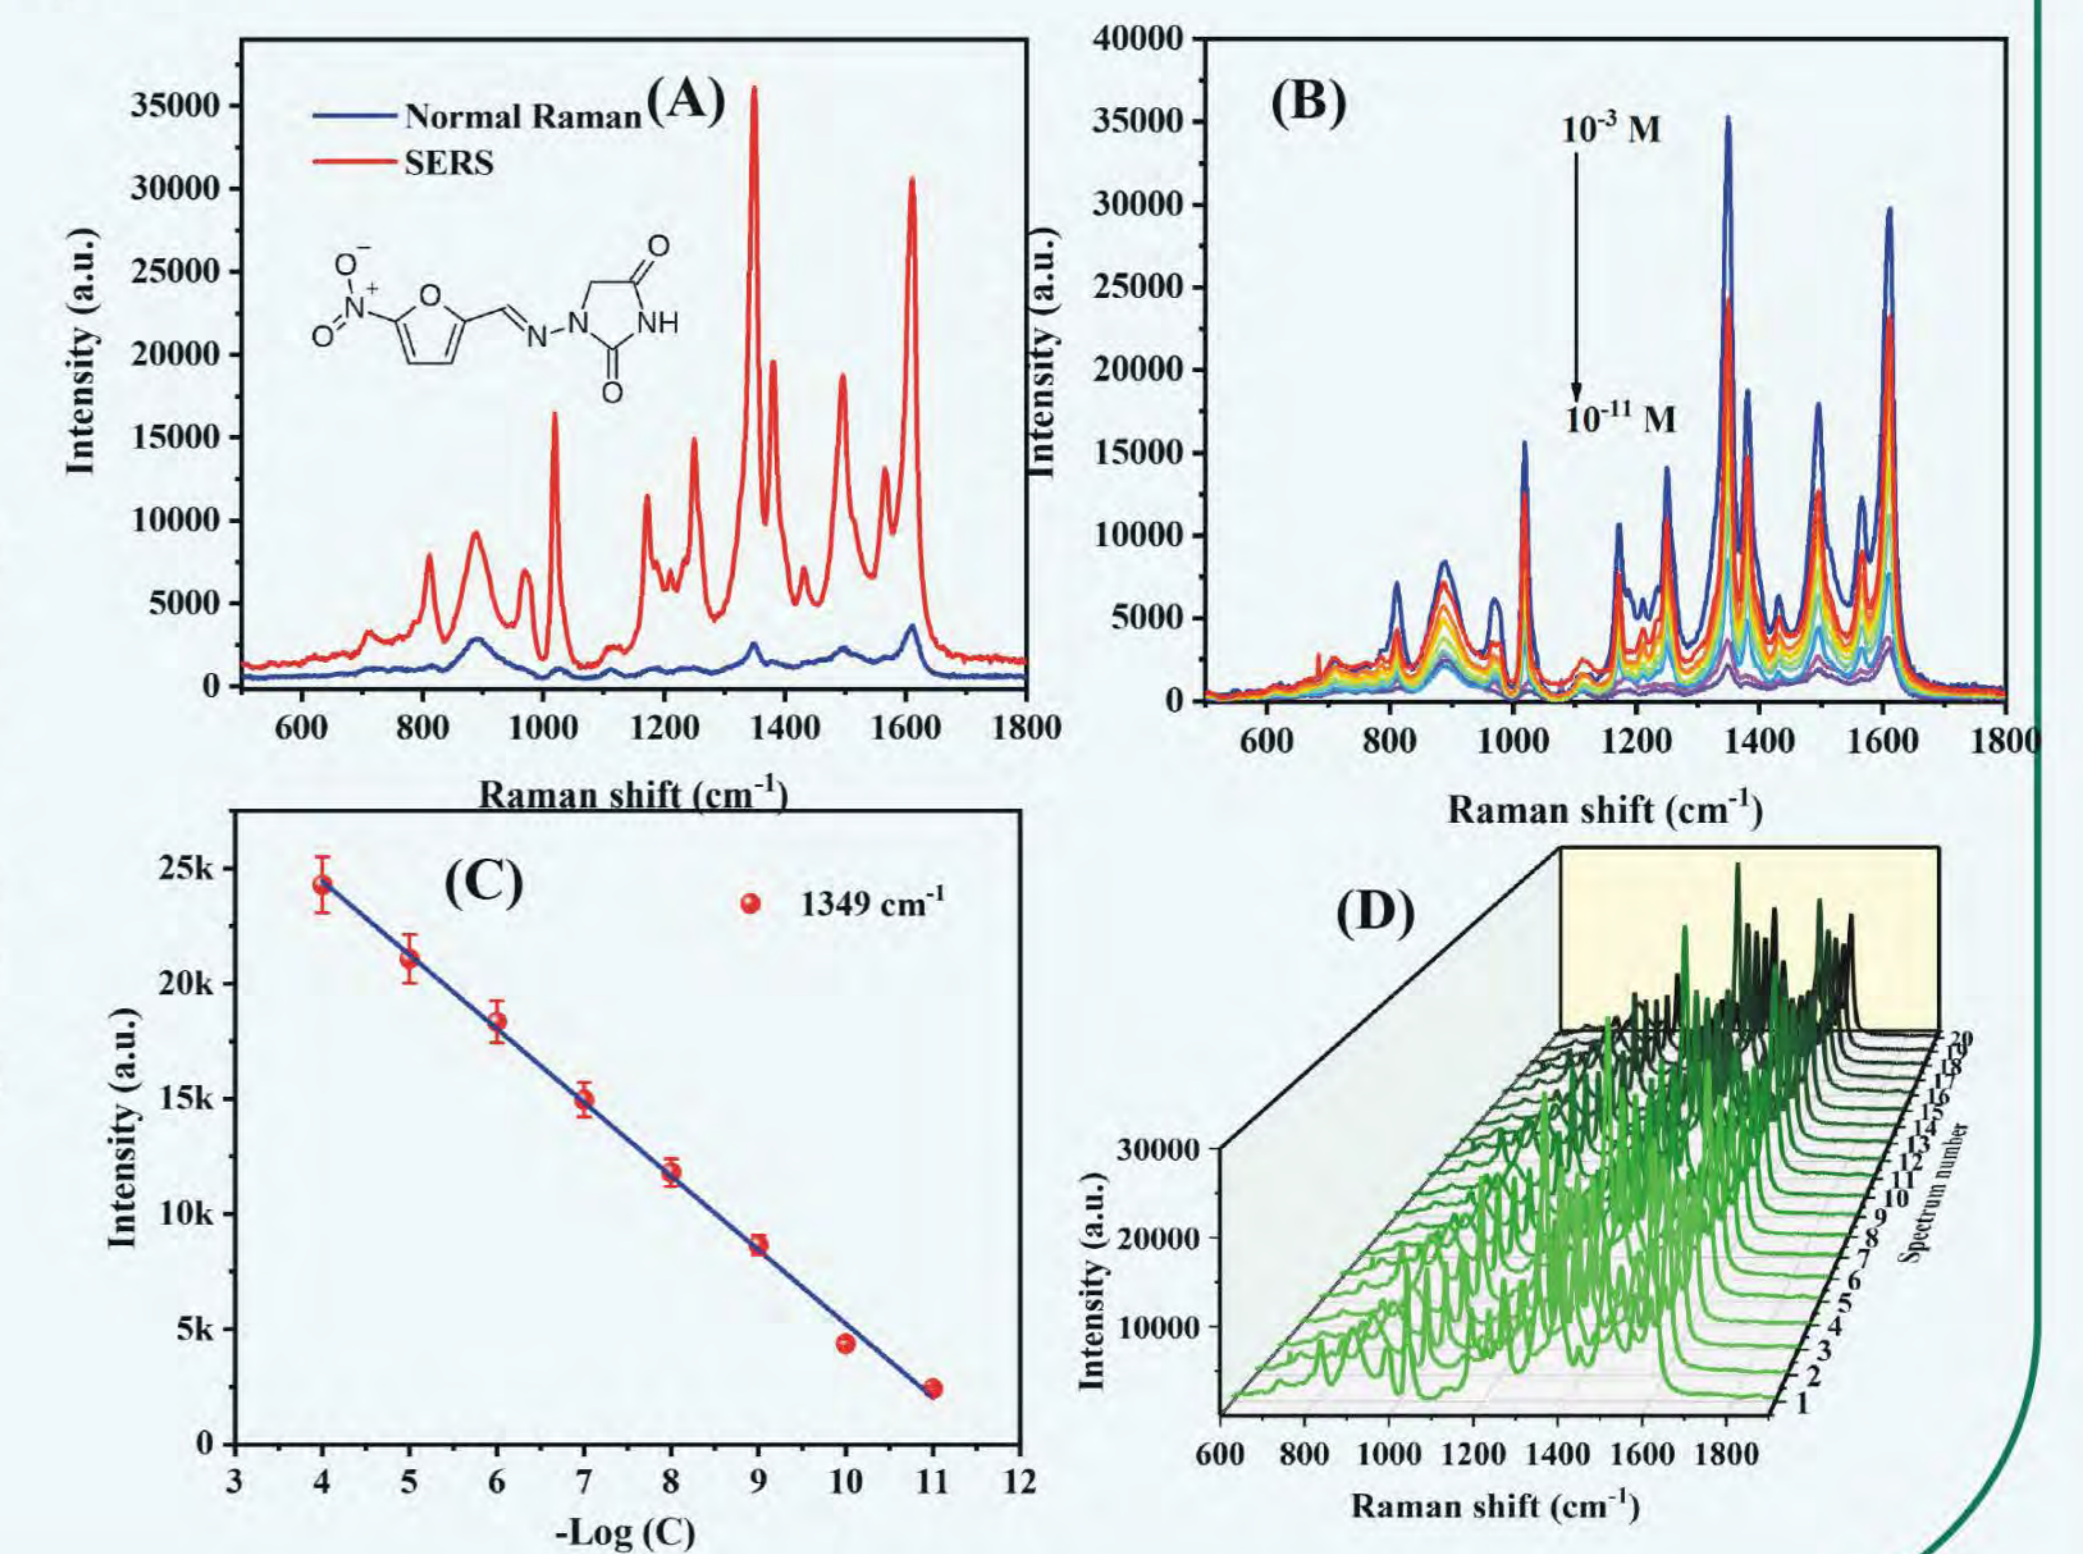 (A)
Normal Raman
SERS
35000
30000
25000
20000
15000
10000
5000
0
Intensity (a.u.)
O⁻
N⁺
O
O
N
N
O
NH
O
600 800 1000 1200 1400 1600 1800
Raman shift (cm⁻¹)
(B)
10⁻³ M
10⁻¹¹ M
40000
35000
30000
25000
20000
15000
10000
5000
0
Intensity (a.u.)
600 800 1000 1200 1400 1600 1800
Raman shift (cm⁻¹)
(C)
1349 cm⁻¹
25k
20k
15k
10k
5k
0
Intensity (a.u.)
3 4 5 6 7 8 9 10 11 12
-Log (C)
(D)
30000
20000
10000
Intensity (a.u.)
600 800 1000 1200 1400 1600 1800
Raman shift (cm⁻¹)
20
19
18
17
16
15
14
13
12
11
10
9
8
7
6
5
4
3
2
1
Spectrum number